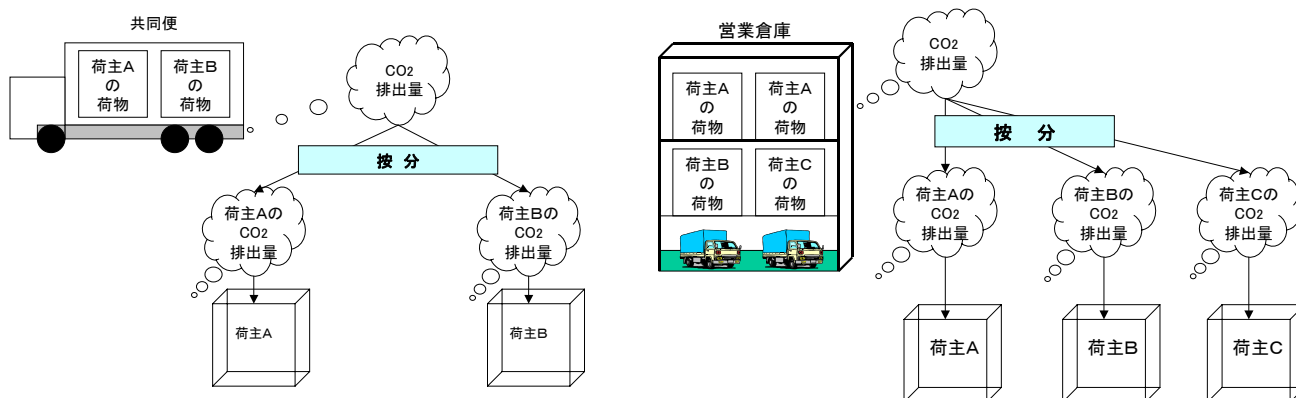 共同便
荷主A
の
荷物
荷主B
の
荷物
CO2
排出量
按 分
荷主Aの
CO2
排出量
荷主Bの
CO2
排出量
荷主A
荷主B
営業倉庫
荷主A
の
荷物
荷主A
の
荷物
荷主B
の
荷物
荷主C
の
荷物
CO2
排出量
按 分
荷主Aの
CO2
排出量
荷主Bの
CO2
排出量
荷主Cの
CO2
排出量
荷主A
荷主B
荷主C